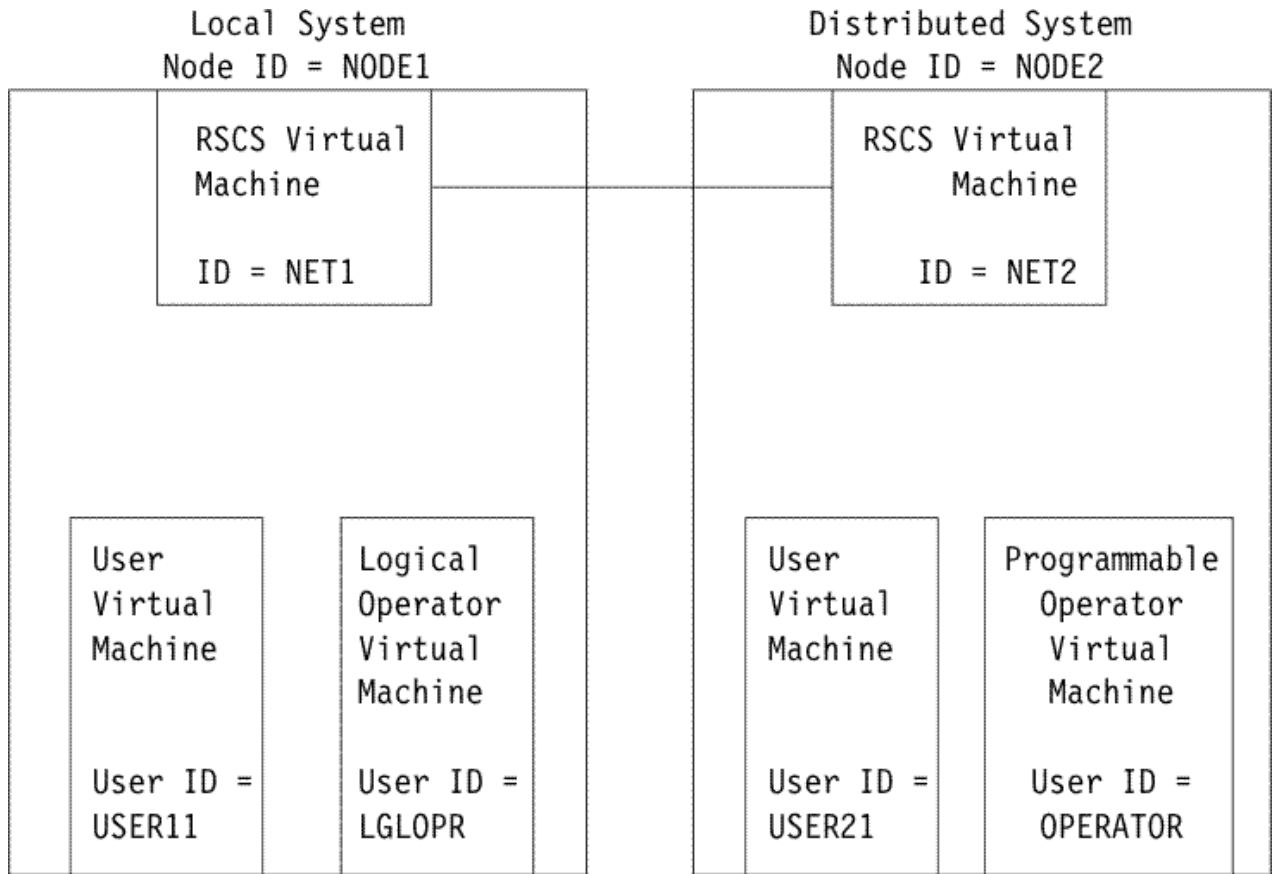 Local System
Node ID = NODE1
RSCS Virtual
Machine
ID = NET1
User
Virtual
Machine
User ID =
USER11
Logical
Operator
Virtual
Machine
User ID =
LGLOPR
Distributed System
Node ID = NODE2
RSCS Virtual
Machine
ID = NET2
User
Virtual
Machine
User ID =
USER21
Programmable
Operator
Virtual
Machine
User ID =
OPERATOR